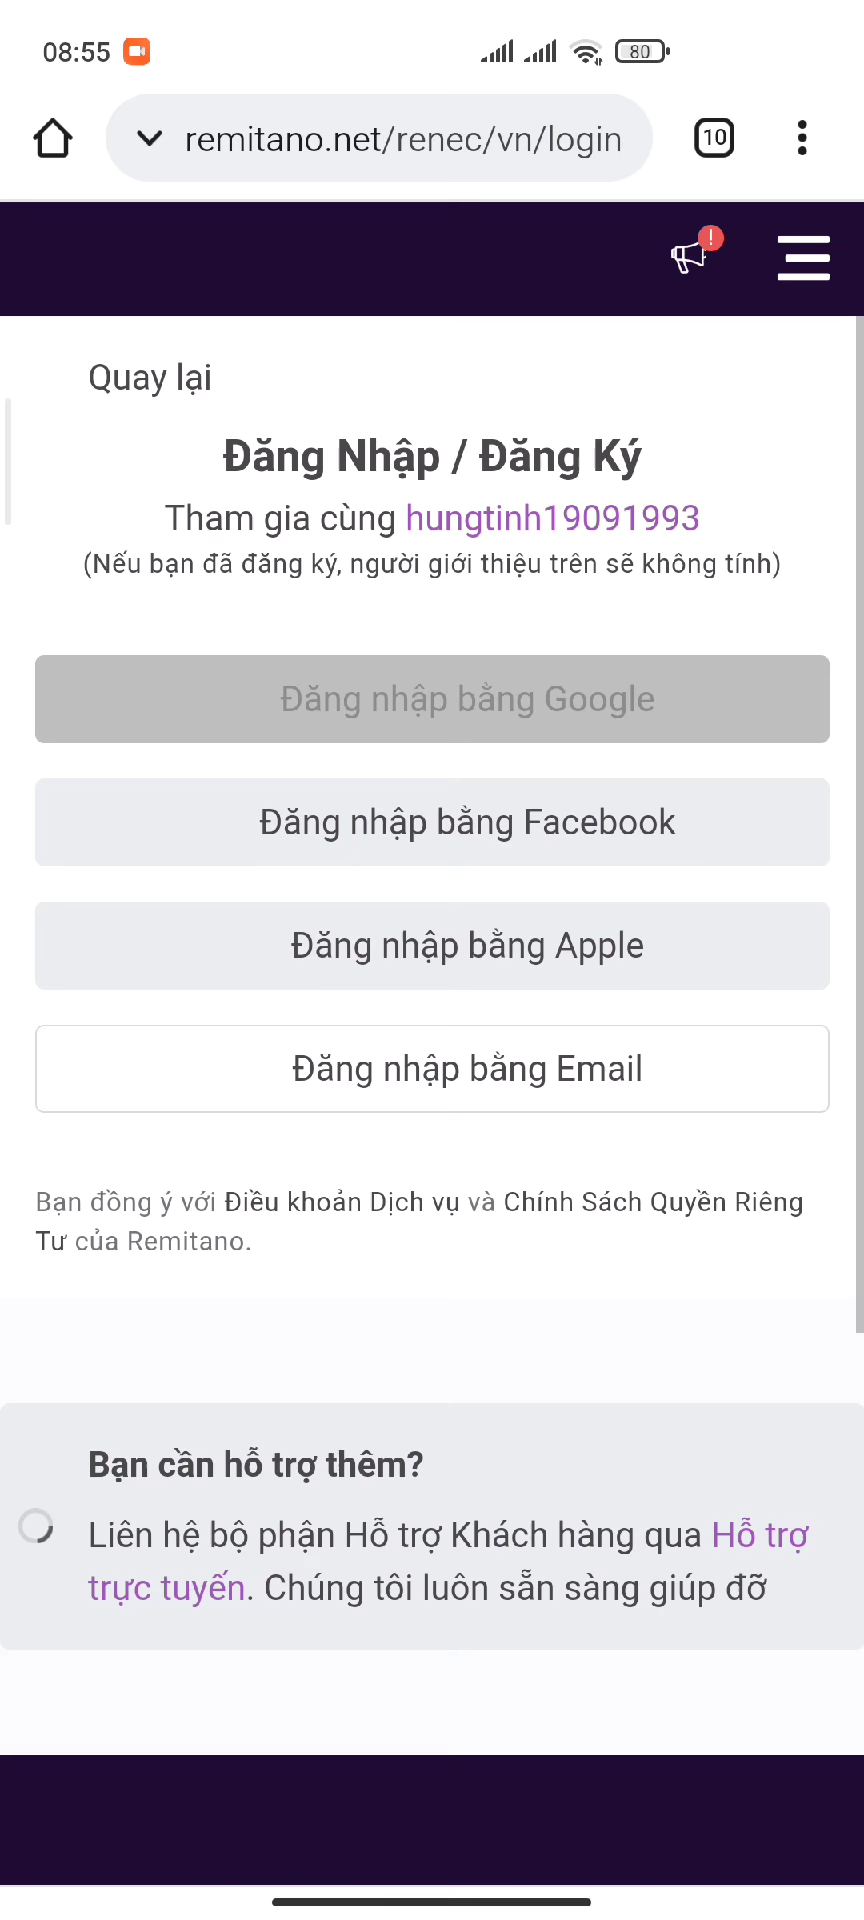 08:55
80
remitano.net/renec/vn/login
10
!
Quay lại
Đăng Nhập / Đăng Ký
Tham gia cùng hungtinh19091993
(Nếu bạn đã đăng ký, người giới thiệu trên sẽ không tính)
Đăng nhập bằng Google
Đăng nhập bằng Facebook
Đăng nhập bằng Apple
Đăng nhập bằng Email
Bạn đồng ý với Điều khoản Dịch vụ và Chính Sách Quyền Riêng
Tư của Remitano.
Bạn cần hỗ trợ thêm?
Liên hệ bộ phận Hỗ trợ Khách hàng qua Hỗ trợ
trực tuyến. Chúng tôi luôn sẵn sàng giúp đỡ